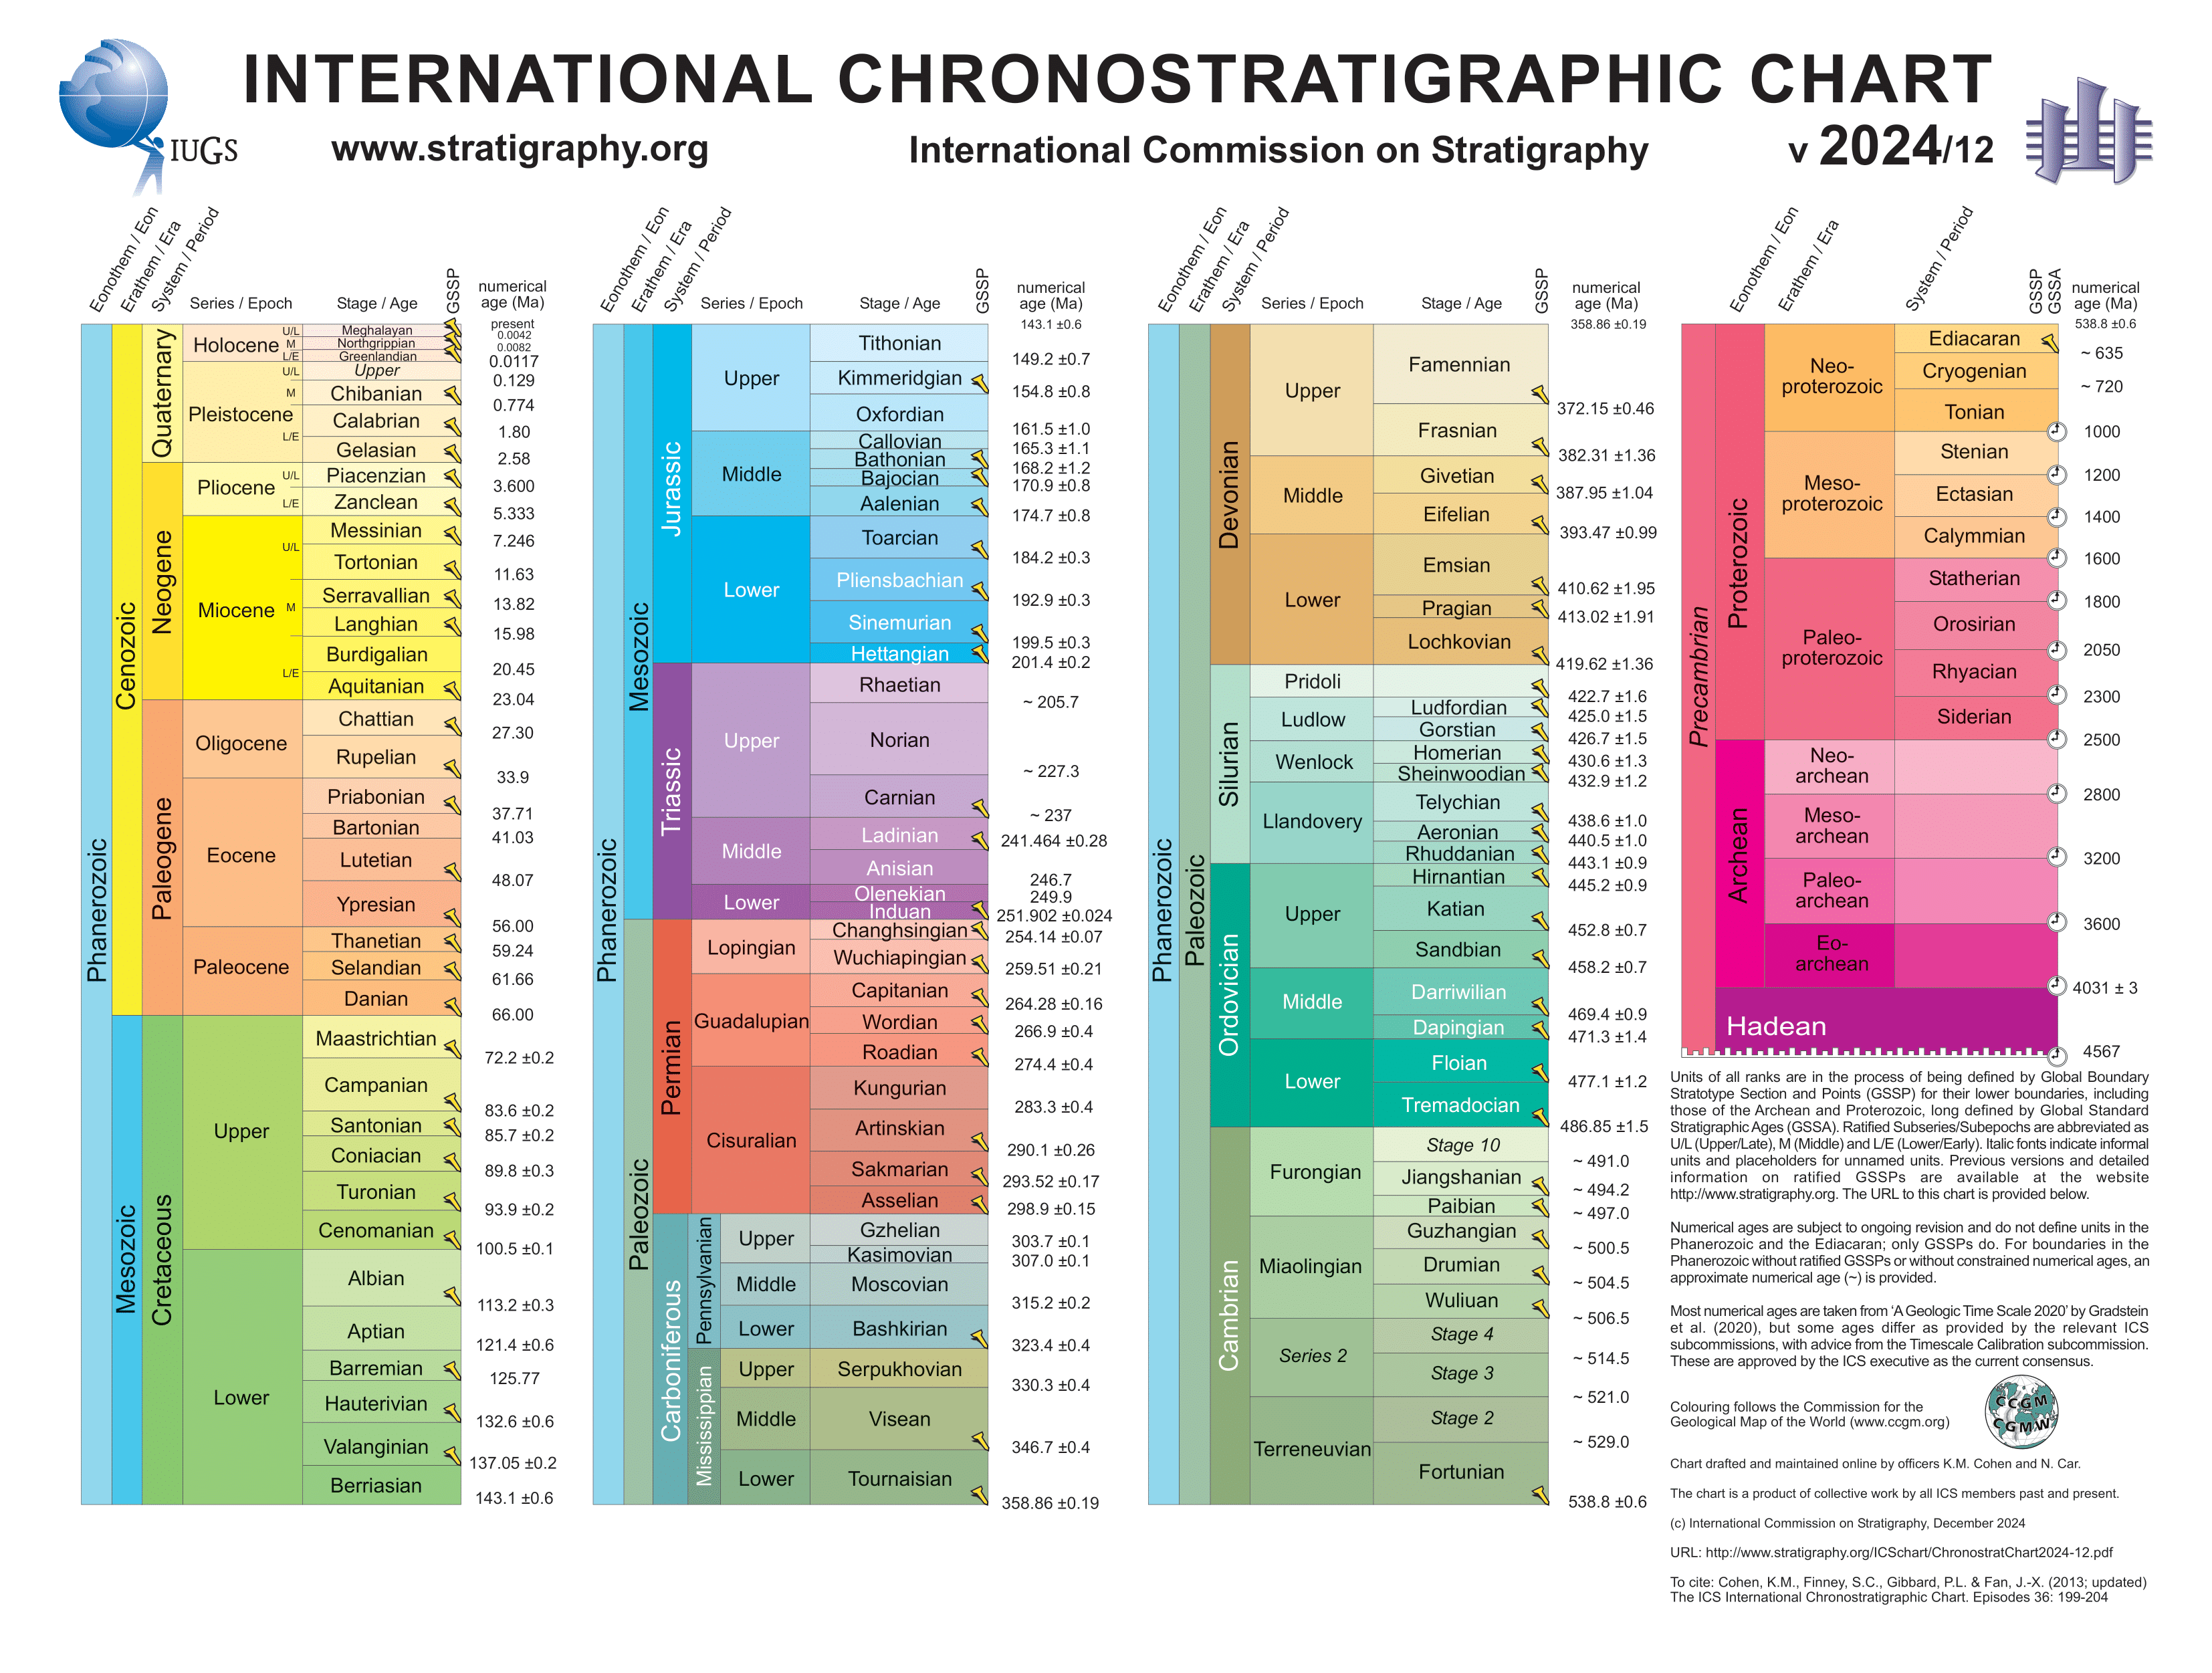 INTERNATIONAL CHRONOSTRATIGRAPHIC CHART
IUGS
www.stratigraphy.org
International Commission on Stratigraphy
v 2024/12
Eonothem / Eon
Erathem / Era
System / Period
Series / Epoch
Stage / Age
GSSP
numerical age (Ma)
Phanerozoic
Cenozoic
Quaternary
Holocene
U/L
Meghalayan
present
0.0042
M
Northgrippian
0.0082
L/E
Greenlandian
0.0117
Pleistocene
U/L
Upper
0.129
M
Chibanian
0.774
L/E
Calabrian
1.80
Gelasian
2.58
Neogene
Pliocene
U/L
Piacenzian
3.600
L/E
Zanclean
5.333
Miocene
U/L
Messinian
7.246
Tortonian
11.63
M
Serravallian
13.82
Langhian
15.98
L/E
Burdigalian
20.45
Aquitanian
23.04
Paleogene
Oligocene
Chattian
27.30
Rupelian
33.9
Eocene
Priabonian
37.71
Bartonian
41.03
Lutetian
48.07
Ypresian
56.00
Paleocene
Thanetian
59.24
Selandian
61.66
Danian
66.00
Mesozoic
Cretaceous
Upper
Maastrichtian
72.2 ±0.2
Campanian
83.6 ±0.2
Santonian
85.7 ±0.2
Coniacian
89.8 ±0.3
Turonian
93.9 ±0.2
Cenomanian
100.5 ±0.1
Lower
Albian
113.2 ±0.3
Aptian
121.4 ±0.6
Barremian
125.77
Hauterivian
132.6 ±0.6
Valanginian
137.05 ±0.2
Berriasian
143.1 ±0.6
Eonothem / Eon
Erathem / Era
System / Period
Series / Epoch
Stage / Age
GSSP
numerical age (Ma)
143.1 ±0.6
Phanerozoic
Mesozoic
Jurassic
Upper
Tithonian
149.2 ±0.7
Kimmeridgian
154.8 ±0.8
Oxfordian
161.5 ±1.0
Middle
Callovian
165.3 ±1.1
Bathonian
168.2 ±1.2
Bajocian
170.9 ±0.8
Aalenian
174.7 ±0.8
Lower
Toarcian
184.2 ±0.3
Pliensbachian
192.9 ±0.3
Sinemurian
199.5 ±0.3
Hettangian
201.4 ±0.2
Triassic
Upper
Rhaetian
~ 205.7
Norian
~ 227.3
Carnian
~ 237
Middle
Ladinian
241.464 ±0.28
Anisian
246.7
Lower
Olenekian
249.9
Induan
251.902 ±0.024
Paleozoic
Permian
Lopingian
Changhsingian
254.14 ±0.07
Wuchiapingian
259.51 ±0.21
Guadalupian
Capitanian
264.28 ±0.16
Wordian
266.9 ±0.4
Roadian
274.4 ±0.4
Cisuralian
Kungurian
283.3 ±0.4
Artinskian
290.1 ±0.26
Sakmarian
293.52 ±0.17
Asselian
298.9 ±0.15
Carboniferous
Pennsylvanian
Upper
Gzhelian
303.7 ±0.1
Kasimovian
307.0 ±0.1
Middle
Moscovian
315.2 ±0.2
Lower
Bashkirian
323.4 ±0.4
Mississippian
Upper
Serpukhovian
330.3 ±0.4
Middle
Visean
346.7 ±0.4
Lower
Tournaisian
358.86 ±0.19
Eonothem / Eon
Erathem / Era
System / Period
Series / Epoch
Stage / Age
GSSP
numerical age (Ma)
358.86 ±0.19
Phanerozoic
Paleozoic
Devonian
Upper
Famennian
372.15 ±0.46
Frasnian
382.31 ±1.36
Middle
Givetian
387.95 ±1.04
Eifelian
393.47 ±0.99
Lower
Emsian
410.62 ±1.95
Pragian
413.02 ±1.91
Lochkovian
419.62 ±1.36
Silurian
Pridoli
422.7 ±1.6
Ludlow
Ludfordian
425.0 ±1.5
Gorstian
426.7 ±1.5
Wenlock
Homerian
430.6 ±1.3
Sheinwoodian
432.9 ±1.2
Llandovery
Telychian
438.6 ±1.0
Aeronian
440.5 ±1.0
Rhuddanian
443.1 ±0.9
Ordovician
Upper
Hirnantian
445.2 ±0.9
Katian
452.8 ±0.7
Sandbian
458.2 ±0.7
Middle
Darriwilian
469.4 ±0.9
Dapingian
471.3 ±1.4
Lower
Floian
477.1 ±1.2
Tremadocian
486.85 ±1.5
Cambrian
Furongian
Stage 10
~ 491.0
Jiangshanian
~ 494.2
Paibian
~ 497.0
Miaolingian
Guzhangian
~ 500.5
Drumian
~ 504.5
Wuliuan
~ 506.5
Series 2
Stage 4
~ 514.5
Stage 3
~ 521.0
Terreneuvian
Stage 2
~ 529.0
Fortunian
538.8 ±0.6
Eonothem / Eon
Erathem / Era
System / Period
GSSP
GSSA
numerical age (Ma)
538.8 ±0.6
Precambrian
Proterozoic
Neo-
proterozoic
Ediacaran
~ 635
Cryogenian
~ 720
Tonian
1000
Meso-
proterozoic
Stenian
1200
Ectasian
1400
Calymmian
1600
Paleo-
proterozoic
Statherian
1800
Orosirian
2050
Rhyacian
2300
Siderian
2500
Archean
Neo-
archean
2800
Meso-
archean
3200
Paleo-
archean
3600
Eo-
archean
4031 ± 3
Hadean
4567
Units of all ranks are in the process of being defined by Global Boundary
Stratotype Section and Points (GSSP) for their lower boundaries, including
those of the Archean and Proterozoic, long defined by Global Standard
Stratigraphic Ages (GSSA). Ratified Subseries/Subepochs are abbreviated as
U/L (Upper/Late), M (Middle) and L/E (Lower/Early). Italic fonts indicate informal
units and placeholders for unnamed units. Previous versions and detailed
information on ratified GSSPs are available at the website
http://www.stratigraphy.org. The URL to this chart is provided below.
Numerical ages are subject to ongoing revision and do not define units in the
Phanerozoic and the Ediacaran; only GSSPs do. For boundaries in the
Phanerozoic without ratified GSSPs or without constrained numerical ages, an
approximate numerical age (~) is provided.
Most numerical ages are taken from ‘A Geologic Time Scale 2020’ by Gradstein
et al. (2020), but some ages differ as provided by the relevant ICS
subcommissions, with advice from the Timescale Calibration subcommission.
These are approved by the ICS executive as the current consensus.
Colouring follows the Commission for the
Geological Map of the World (www.ccgm.org)
CCGM
CGMW
Chart drafted and maintained online by officers K.M. Cohen and N. Car.
The chart is a product of collective work by all ICS members past and present.
(c) International Commission on Stratigraphy, December 2024
URL: http://www.stratigraphy.org/ICSchart/ChronostratChart2024-12.pdf
To cite: Cohen, K.M., Finney, S.C., Gibbard, P.L. & Fan, J.-X. (2013; updated)
The ICS International Chronostratigraphic Chart. Episodes 36: 199-204